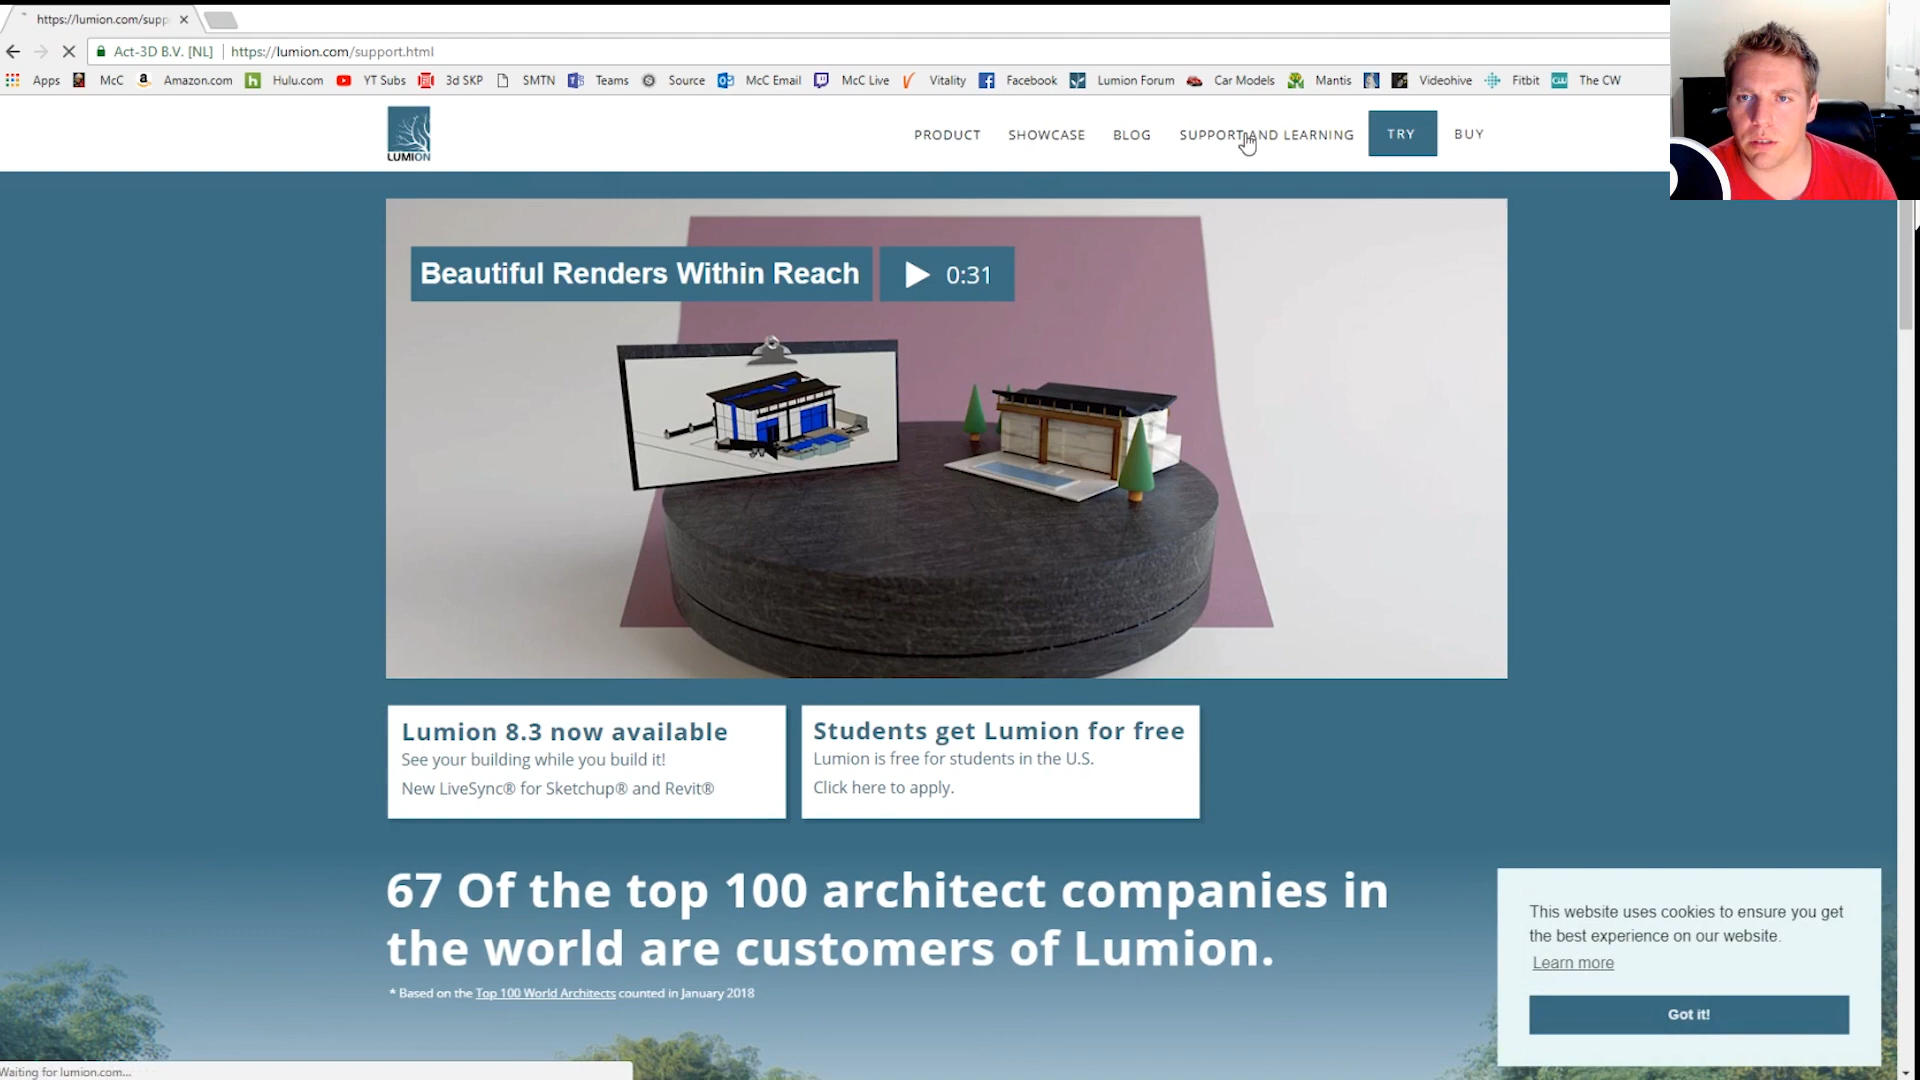 https://lumion.com/supp
Act-3D B.V. [NL] https://lumion.com/support.html
Apps McC Amazon.com Hulu.com YT Subs 3d SKP SMTN Teams Source McC Email McC Live Vitality Facebook Lumion Forum Car Models Mantis Videohive Fitbit The CW
LUMION
PRODUCT SHOWCASE BLOG SUPPORT AND LEARNING TRY BUY
Beautiful Renders Within Reach 0:31
Lumion 8.3 now available
See your building while you build it!
New LiveSync® for Sketchup® and Revit®
Students get Lumion for free
Lumion is free for students in the U.S.
Click here to apply.
67 Of the top 100 architect companies in
the world are customers of Lumion.
* Based on the Top 100 World Architects counted in January 2018
This website uses cookies to ensure you get
the best experience on our website.
Learn more
Got it!
Waiting for lumion.com...